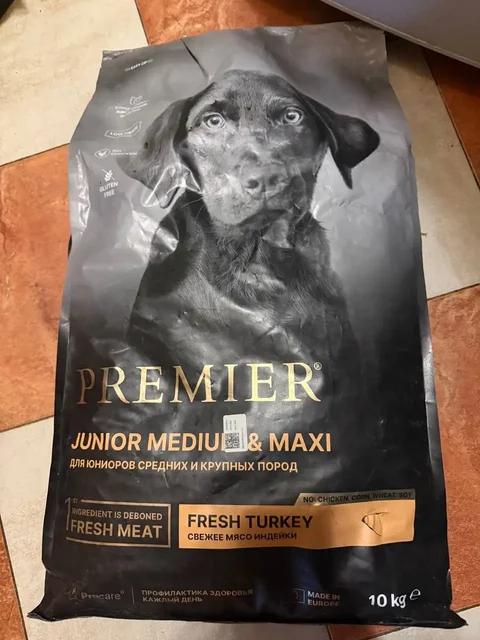 GLUTEN
FREE
PREMIER®
JUNIOR MEDIUM & MAXI
ДЛЯ ЮНИОРОВ СРЕДНИХ И КРУПНЫХ ПОРОД
NO: CHICKEN, CORN, WHEAT, SOY
1ST
INGREDIENT IS DEBONED
FRESH MEAT
FRESH TURKEY
СВЕЖЕЕ МЯСО ИНДЕЙКИ
Procare®
ПРОФИЛАКТИКА ЗДОРОВЬЯ
КАЖДЫЙ ДЕНЬ
MADE IN
EUROPE
10 kg ℮